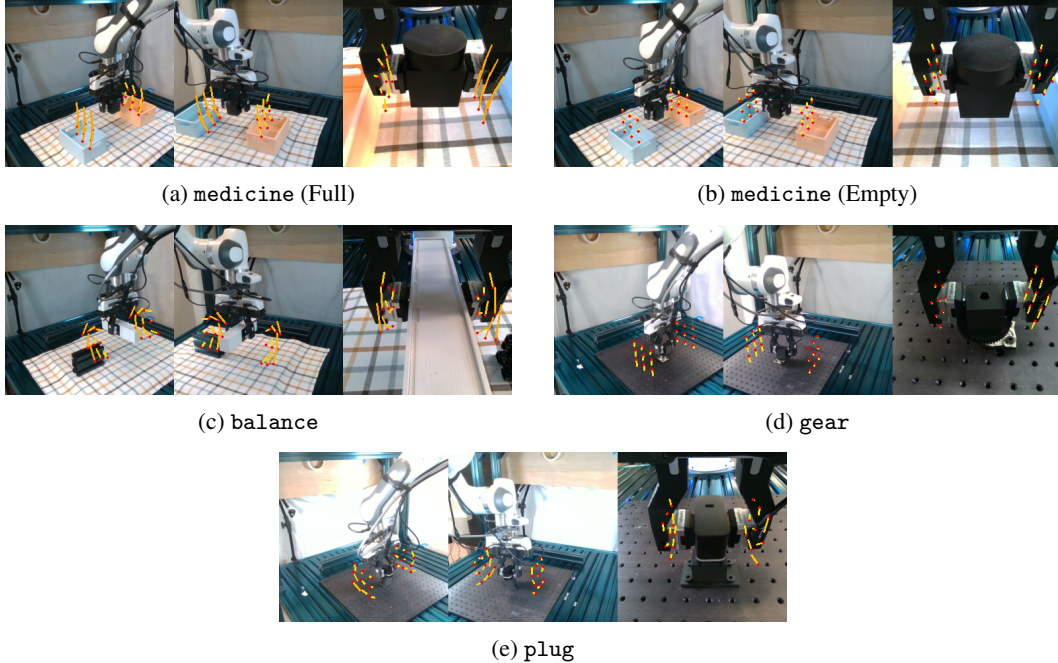 (a) medicine (Full)
(b) medicine (Empty)
(c) balance
(d) gear
(e) plug